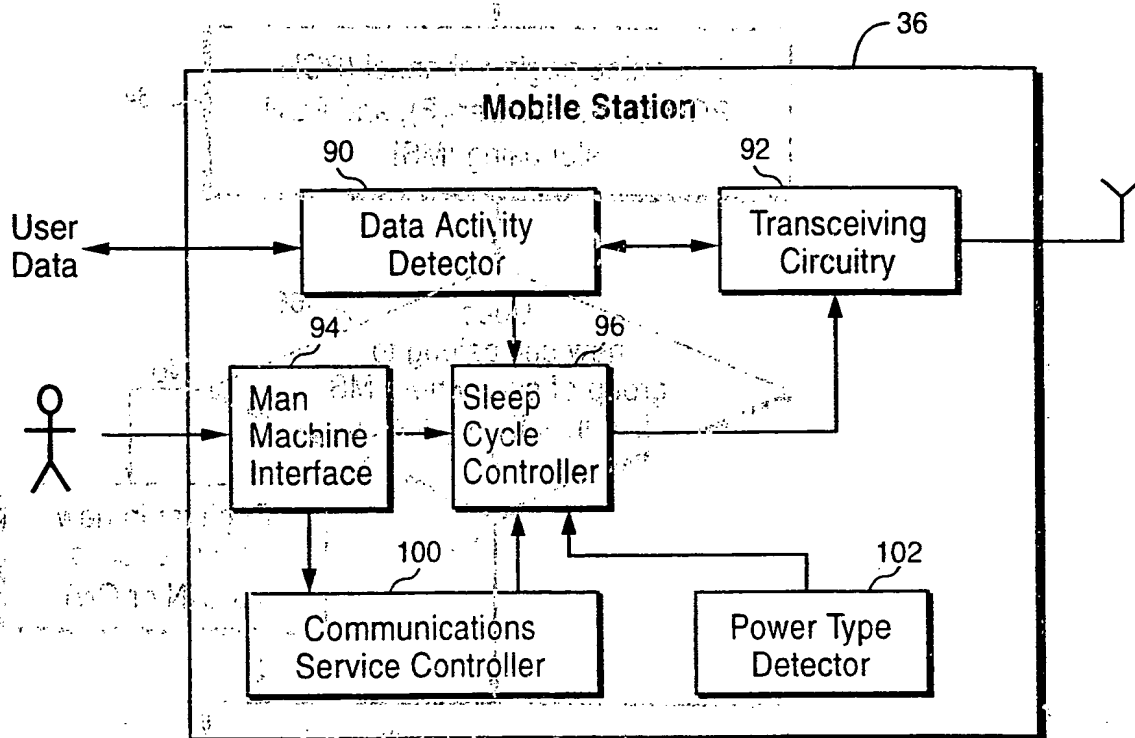 36
Mobile Station
90
92
User
Data
Data Activity
Detector
Transceiving
Circuitry
94
96
Man
Machine
Interface
Sleep
Cycle
Controller
100
102
Communications
Service Controller
Power Type
Detector